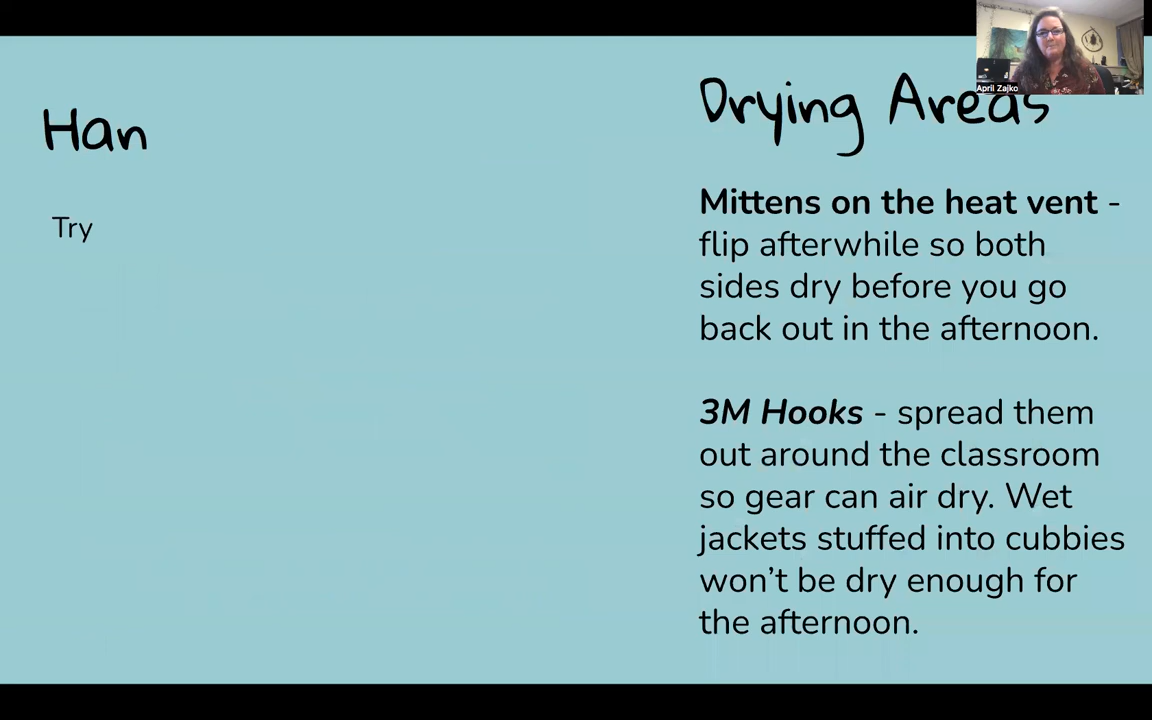 Han
Try
Drying Areas
Mittens on the heat vent -
flip afterwhile so both
sides dry before you go
back out in the afternoon.
3M Hooks - spread them
out around the classroom
so gear can air dry. Wet
jackets stuffed into cubbies
won't be dry enough for
the afternoon.
April Zajko